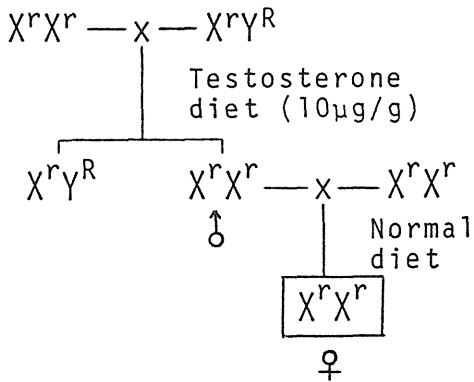 XʳXʳ — x — XʳYᴿ
Testosterone
diet (10µg/g)
XʳYᴿ XʳXʳ — x — XʳXʳ
♂
Normal
diet
XʳXʳ
♀